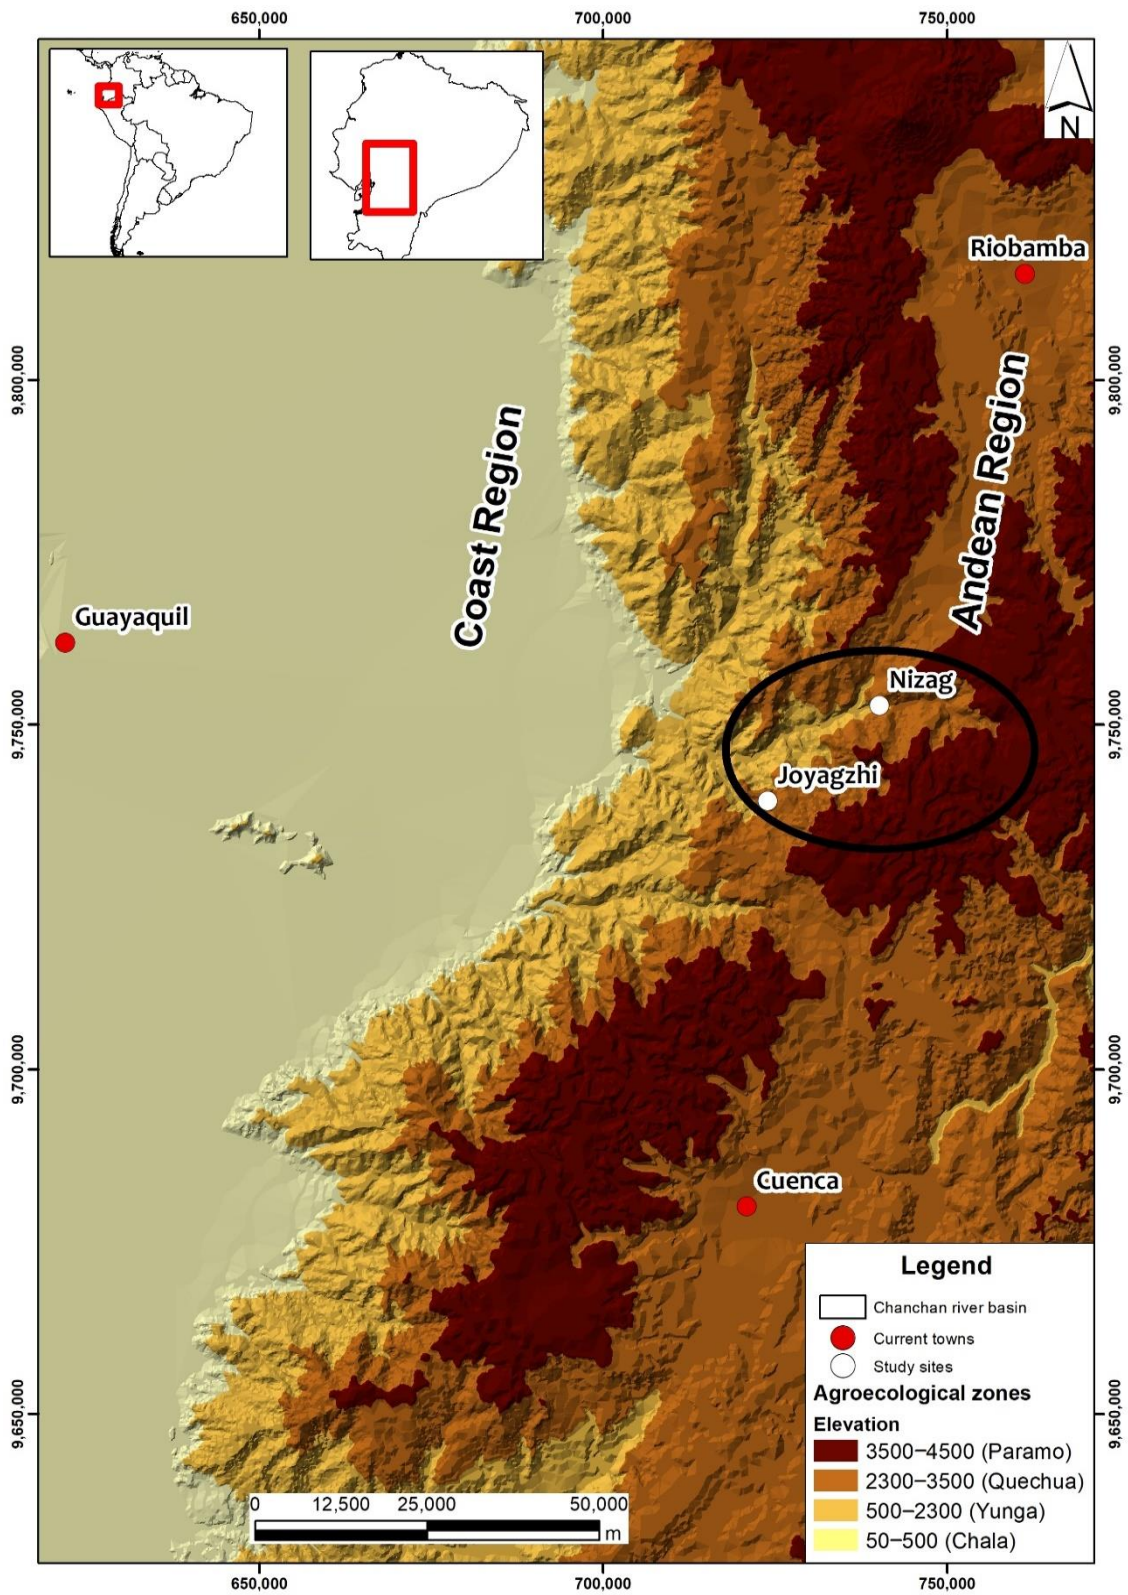 650,000
700,000
750,000
N
Riobamba
9,800,000
9,800,000
Coast Region
Andean Region
Guayaquil
Nizag
9,750,000
9,750,000
Joyagzhi
9,700,000
9,700,000
Cuenca
Legend
Chanchan river basin
Current towns
Study sites
Agroecological zones
Elevation
3500–4500 (Paramo)
2300–3500 (Quechua)
500–2300 (Yunga)
50–500 (Chala)
9,650,000
9,650,000
0 12,500 25,000 50,000
m
650,000
700,000
750,000